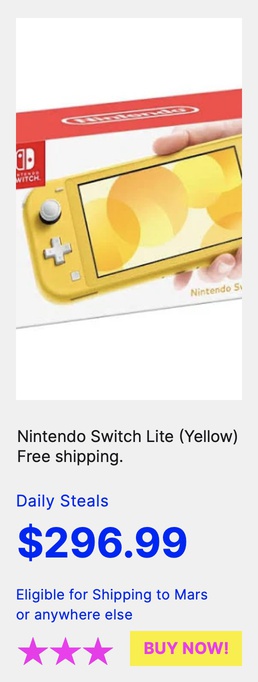 Nintendo
NINTENDO
SWITCH
Nintendo Sw
Nintendo Switch Lite (Yellow)
Free shipping.
Daily Steals
$296.99
Eligible for Shipping to Mars
or anywhere else
BUY NOW!